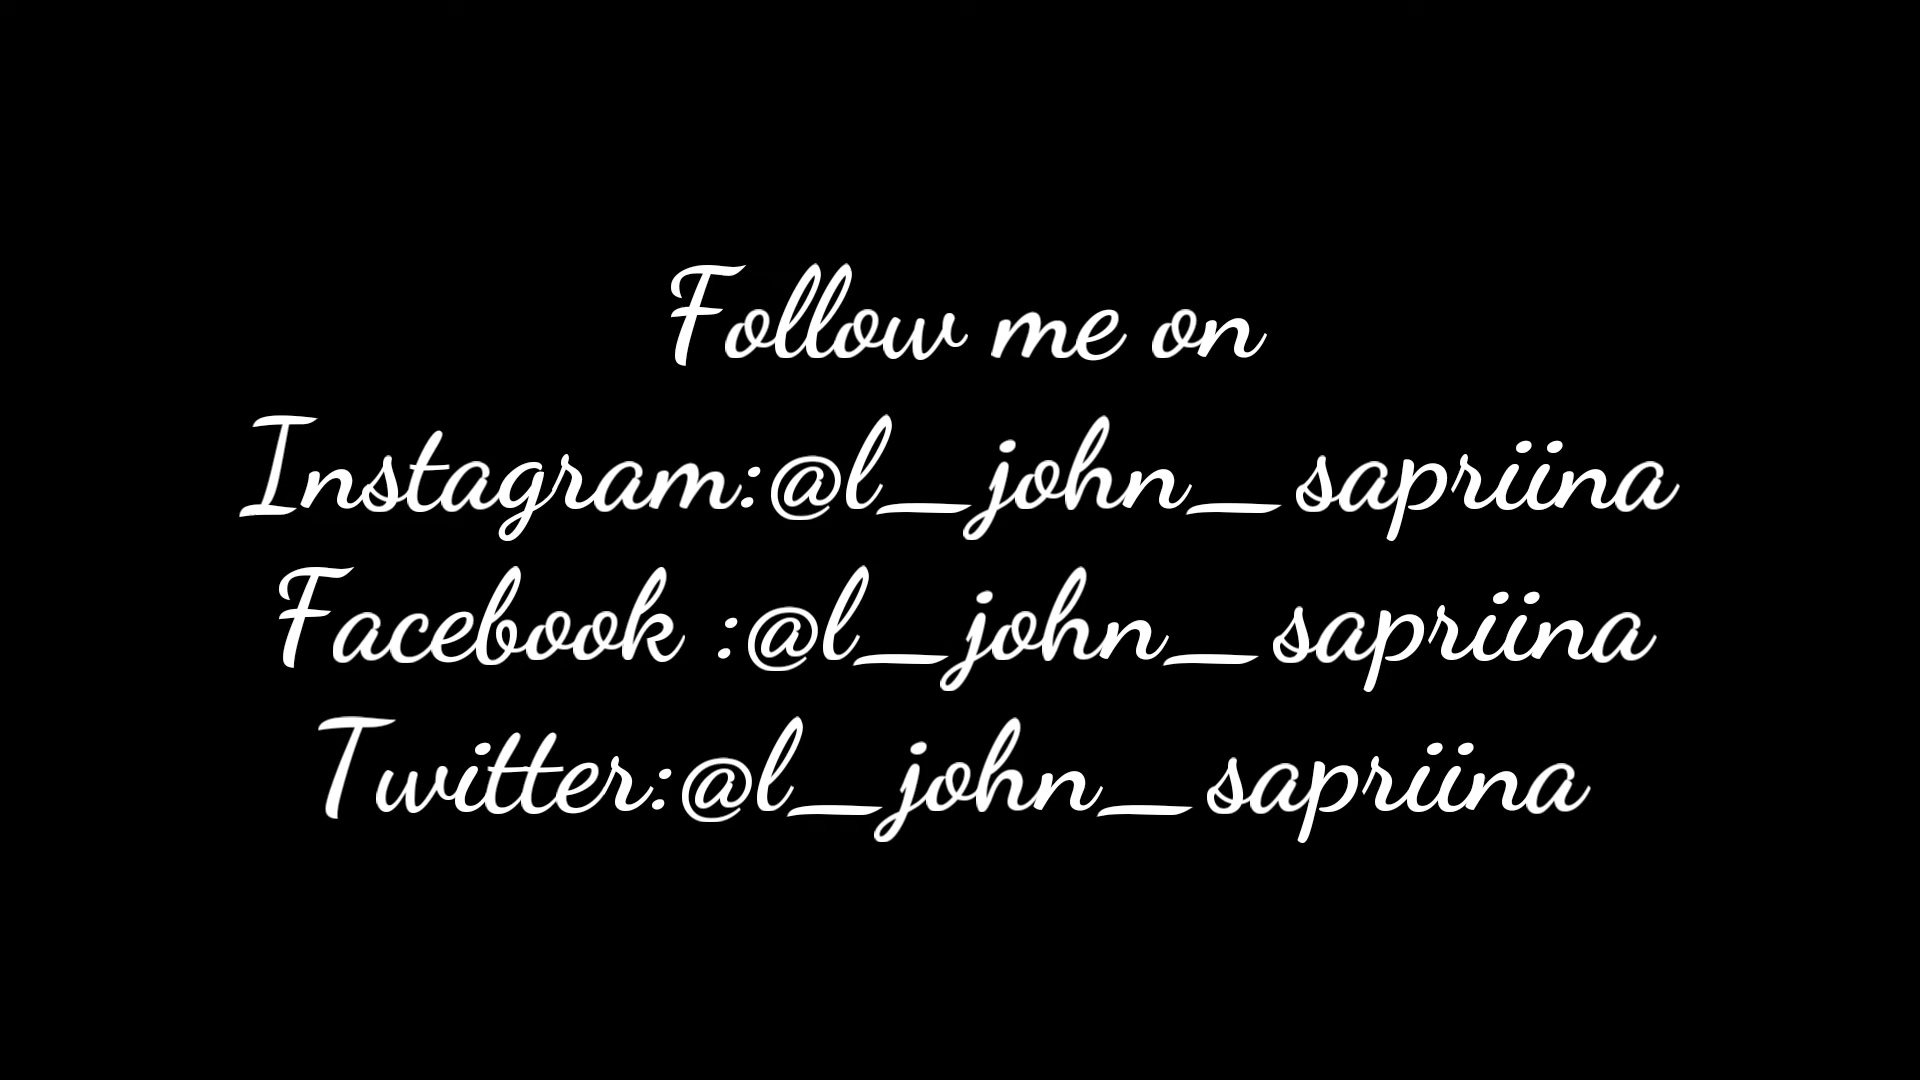 Follow me on
Instagram:@l_john_sapriina
Facebook :@l_john_sapriina
Twitter:@l_john_sapriina